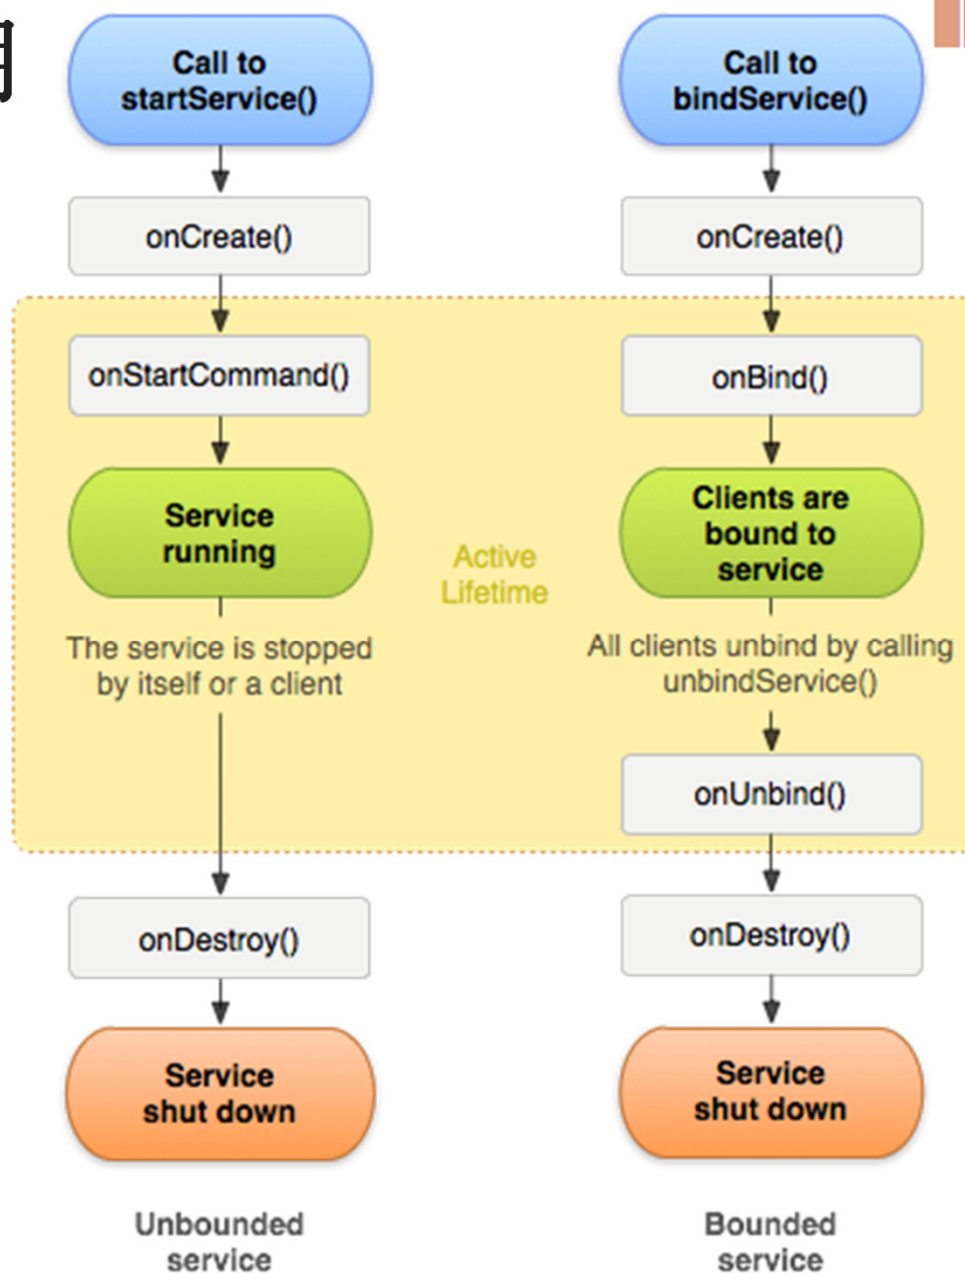 Call to
startService()
onCreate()
onStartCommand()
Service
running
The service is stopped
by itself or a client
onDestroy()
Service
shut down
Unbounded
service
Active
Lifetime
Call to
bindService()
onCreate()
onBind()
Clients are
bound to
service
All clients unbind by calling
unbindService()
onUnbind()
onDestroy()
Service
shut down
Bounded
service